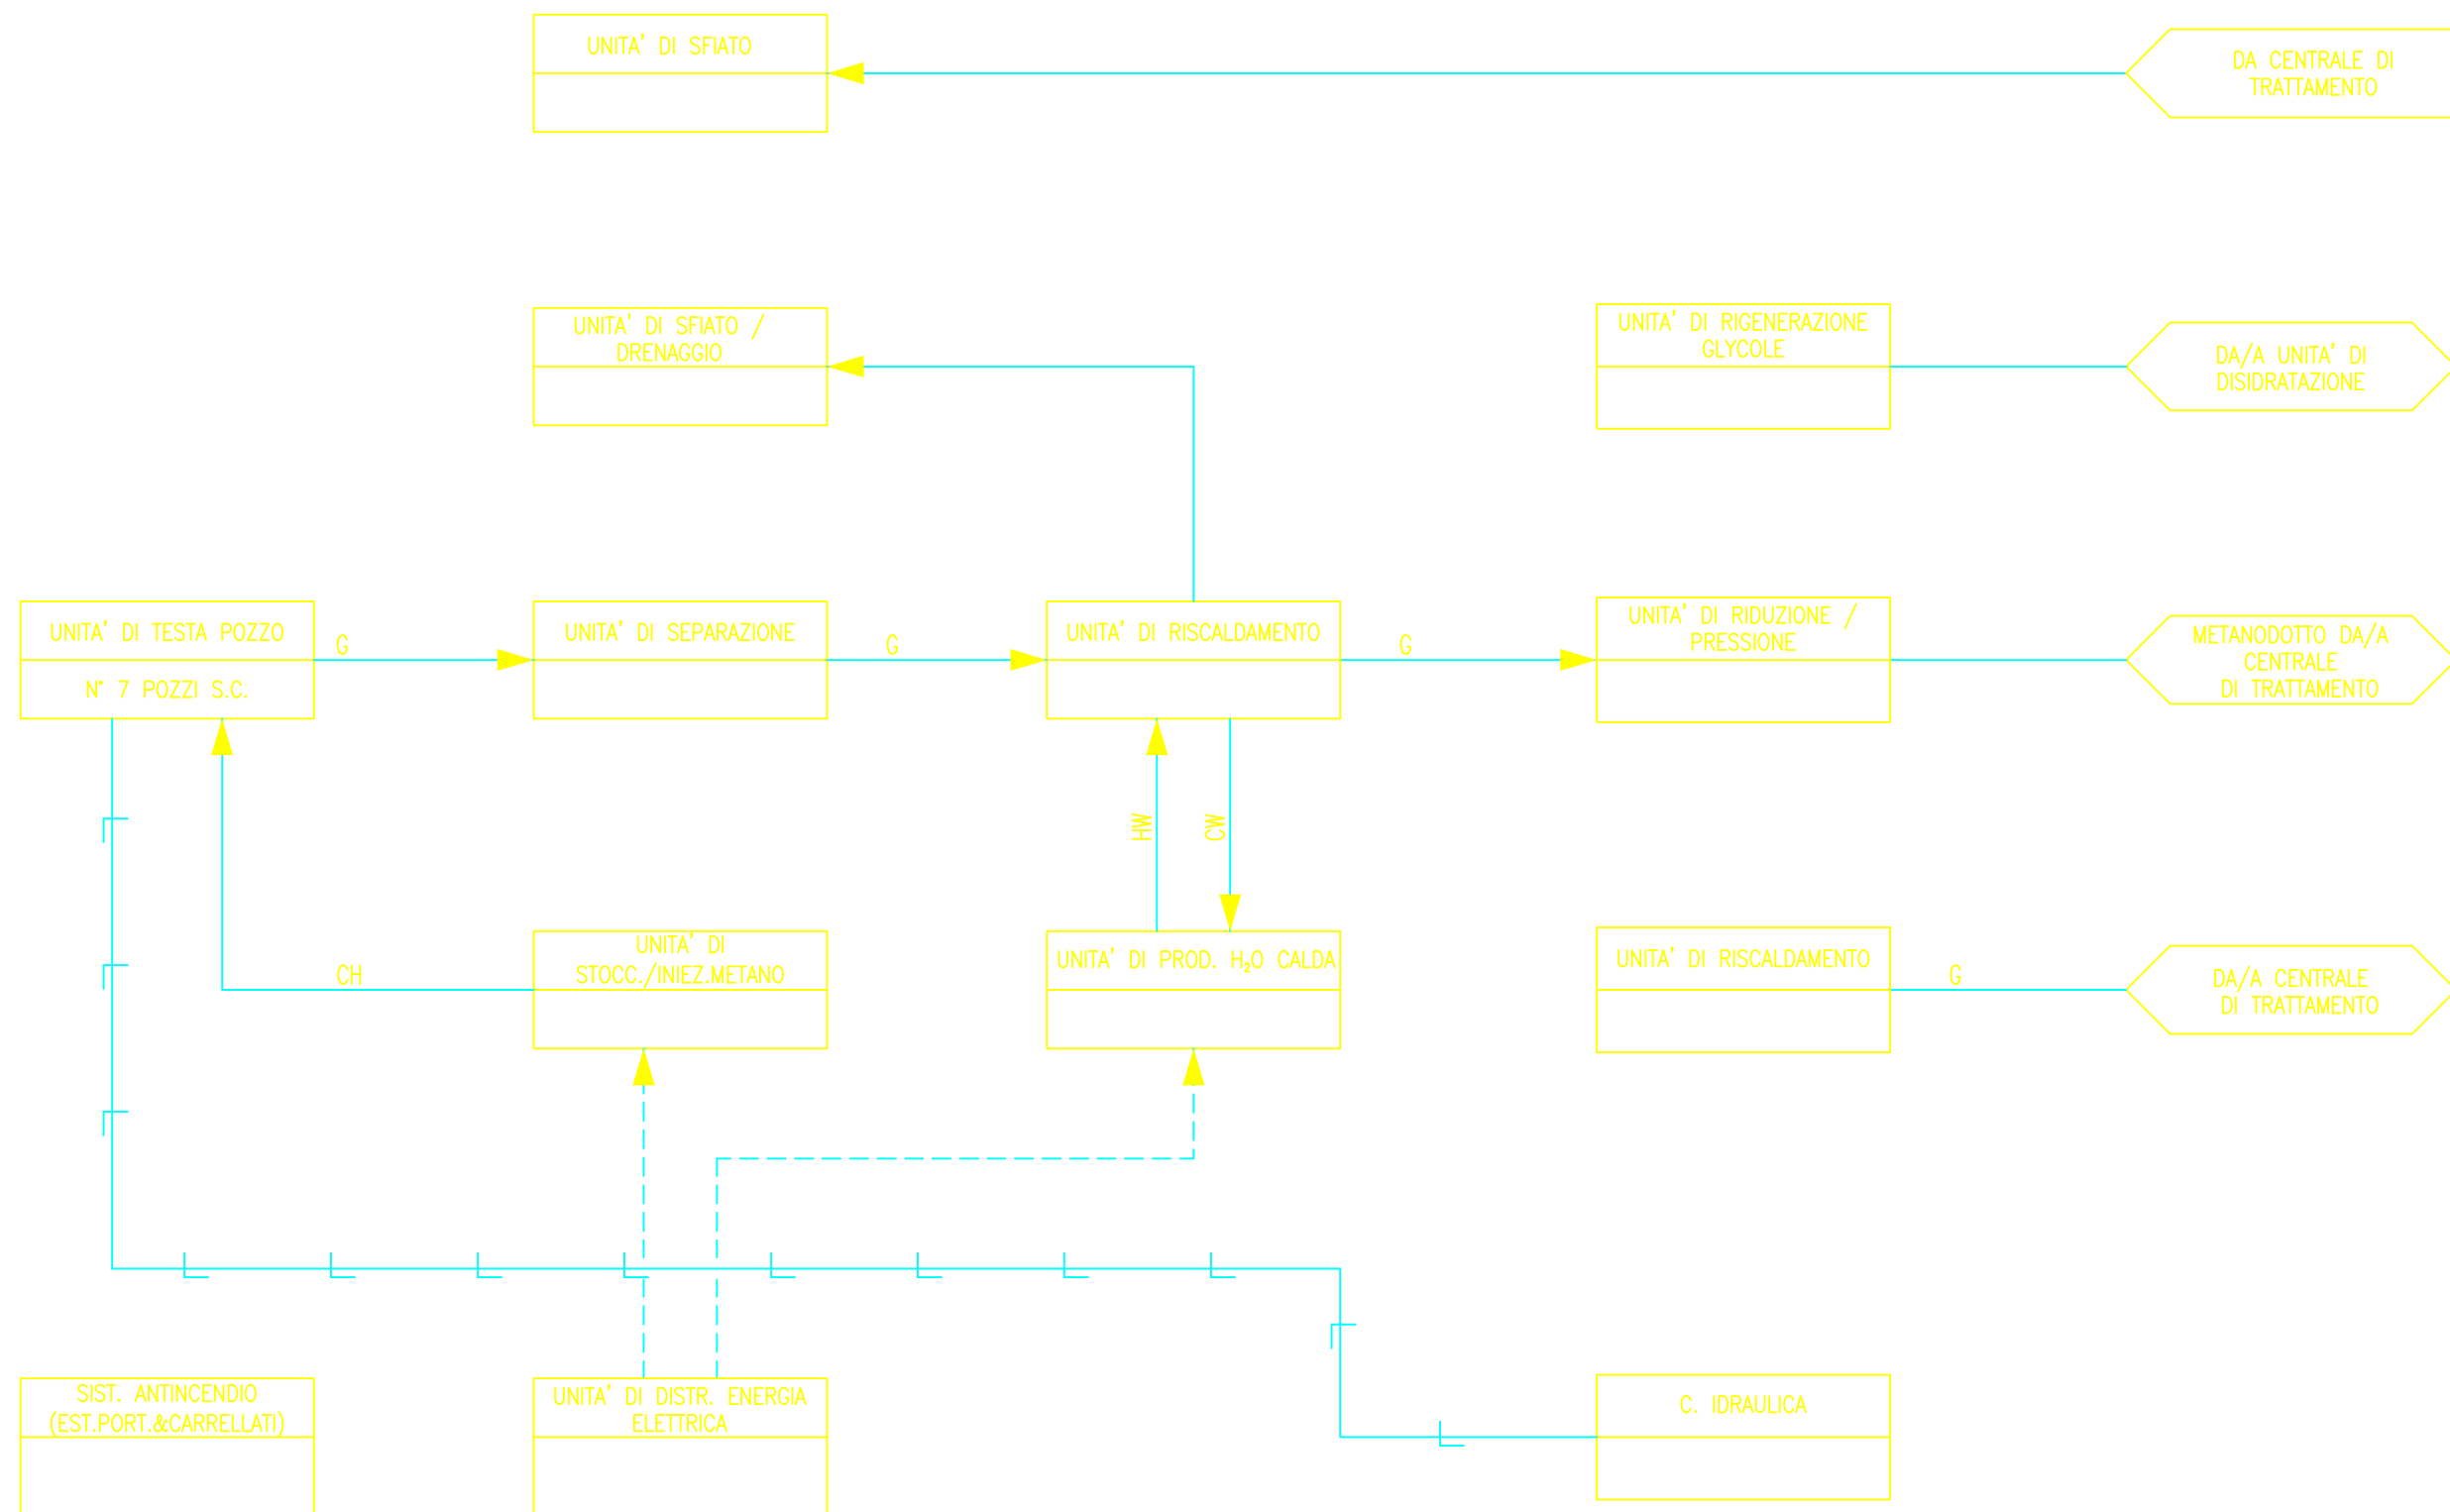 UNITA' DI SFIATO
DA CENTRALE DI
TRATTAMENTO
UNITA' DI SFIATO /
DRENAGGIO
UNITA' DI RIGENERAZIONE
GLYCOLE
DA/A UNITA' DI
DISIDRATAZIONE
UNITA' DI TESTA POZZO
N° 7 POZZI S.C.
G
UNITA' DI SEPARAZIONE
G
UNITA' DI RISCALDAMENTO
G
UNITA' DI RIDUZIONE /
PRESSIONE
METANODOTTO DA/A
CENTRALE
DI TRATTAMENTO
HW
CW
CH
UNITA' DI
STOCC./INIEZ.METANO
UNITA' DI PROD. H₂O CALDA
UNITA' DI RISCALDAMENTO
G
DA/A CENTRALE
DI TRATTAMENTO
SIST. ANTINCENDIO
(EST.PORT.&CARRELLATI)
UNITA' DI DISTR. ENERGIA
ELETTRICA
C. IDRAULICA